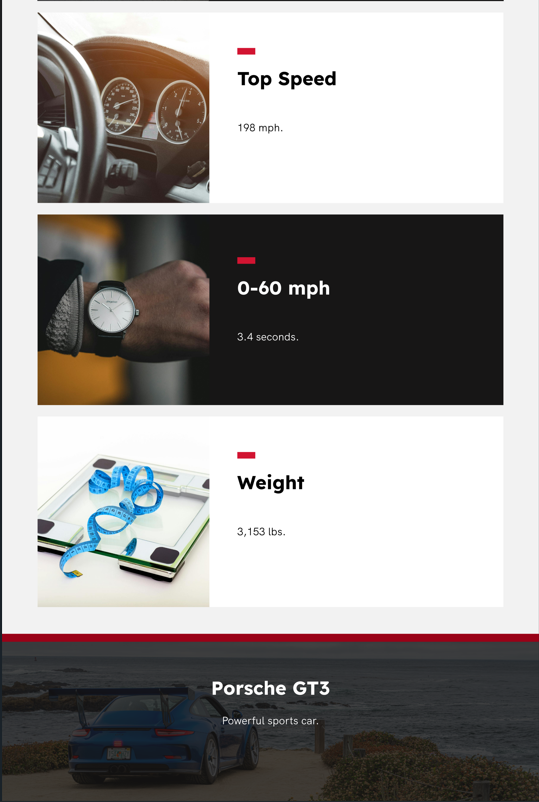 Top Speed
198 mph.
0-60 mph
3.4 seconds.
Weight
3,153 lbs.
Porsche GT3
Powerful sports car.